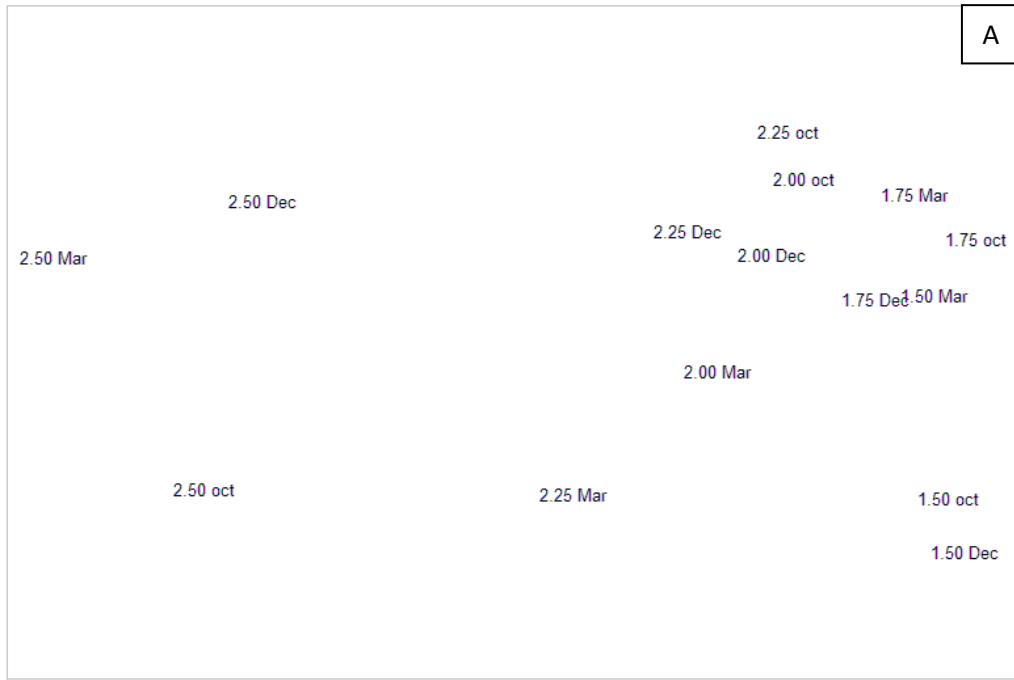 A
2.25 oct
2.00 oct
1.75 Mar
2.50 Dec
2.25 Dec
1.75 oct
2.00 Dec
2.50 Mar
1.75 Dec
1.50 Mar
2.00 Mar
2.50 oct
2.25 Mar
1.50 oct
1.50 Dec